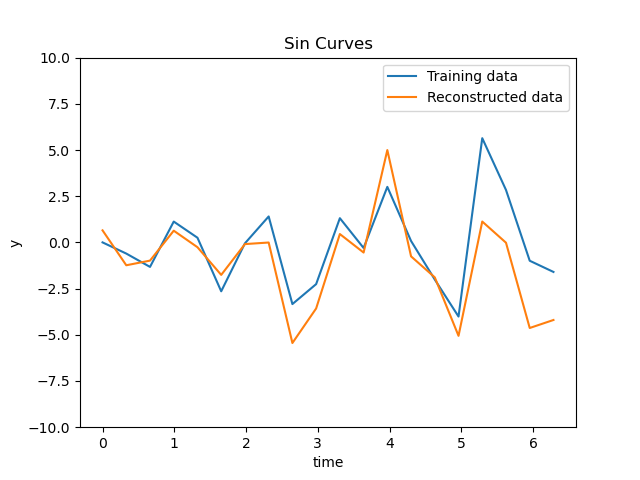 Sin Curves
10.0
7.5
5.0
2.5
0.0
−2.5
−5.0
−7.5
−10.0
y
Training data
Reconstructed data
0 1 2 3 4 5 6
time